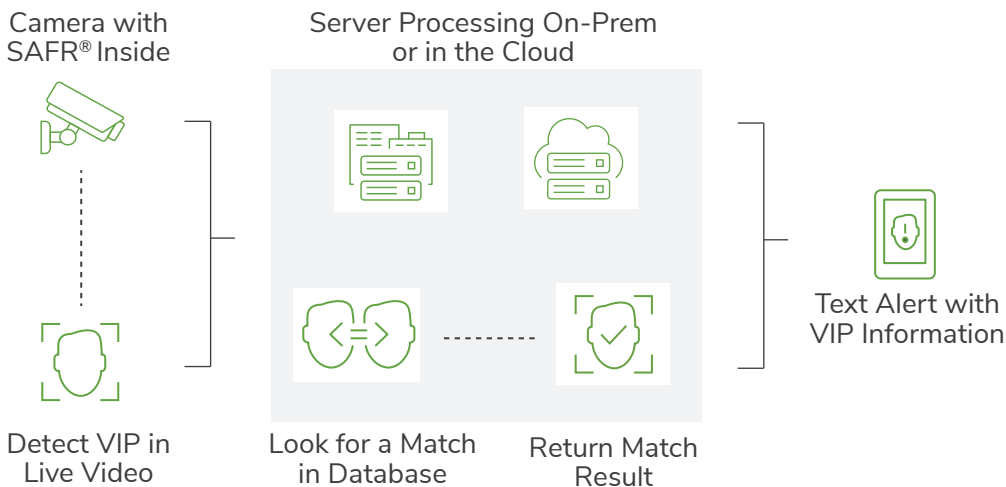 Camera with
SAFR® Inside
Server Processing On-Prem
or in the Cloud
Text Alert with
VIP Information
Detect VIP in
Live Video
Look for a Match
in Database
Return Match
Result